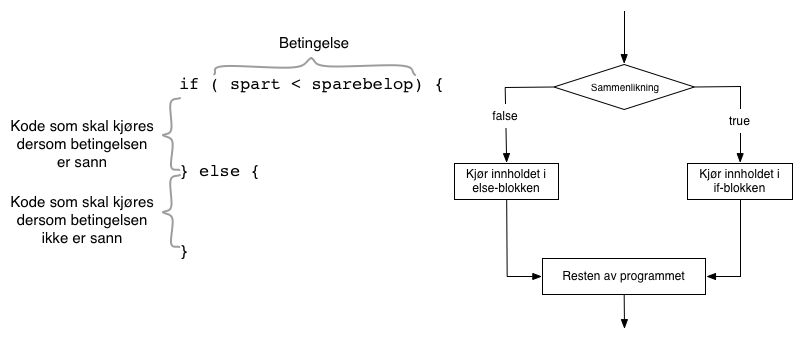 Betingelse
if ( spart < sparebelop) {
Kode som skal kjøres
dersom betingelsen
er sann
} else {
Kode som skal kjøres
dersom betingelsen
ikke er sann
}
Sammenlikning
false
true
Kjør innholdet i
else-blokken
Kjør innholdet i
if-blokken
Resten av programmet